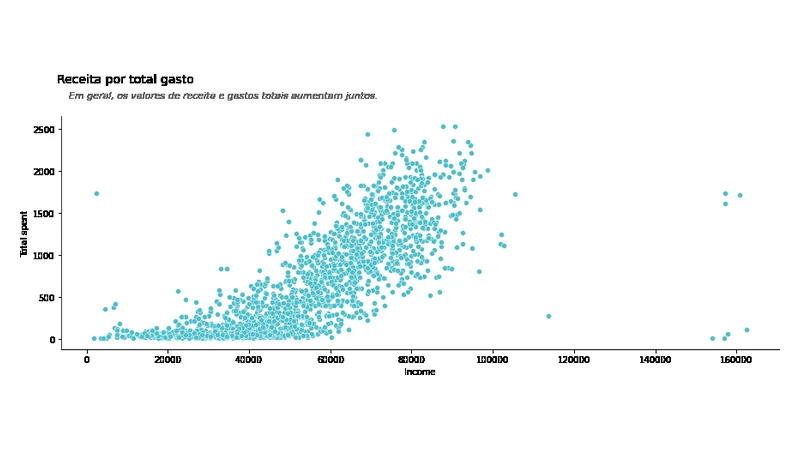 Receita por total gasto
Em geral, os valores de receita e gastos totais aumentam juntos.
2500
2000
1500
1000
500
0
Total spent
0 20000 40000 60000 80000 100000 120000 140000 160000
Income